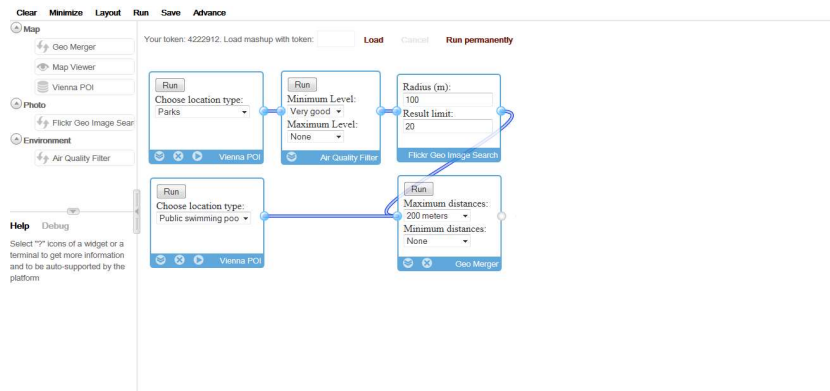 Clear Minimize Layout Run Save Advance
Map
Geo Merger
Map Viewer
Vienna POI
Photo
Flickr Geo Image Sear
Environment
Air Quality Filter
Help Debug
Select "?" icons of a widget or a
terminal to get more information
and to be auto-supported by the
platform
Your token: 4222912. Load mashup with token: Load Cancel Run permanently
Run
Choose location type:
Parks
Vienna POI
Run
Minimum Level:
Very good
Maximum Level:
None
Air Quality Filter
Radius (m):
100
Result limit:
20
Flickr Geo Image Search
Run
Choose location type:
Public swimming poo
Vienna POI
Run
Maximum distances:
200 meters
Minimum distances:
None
Geo Merger